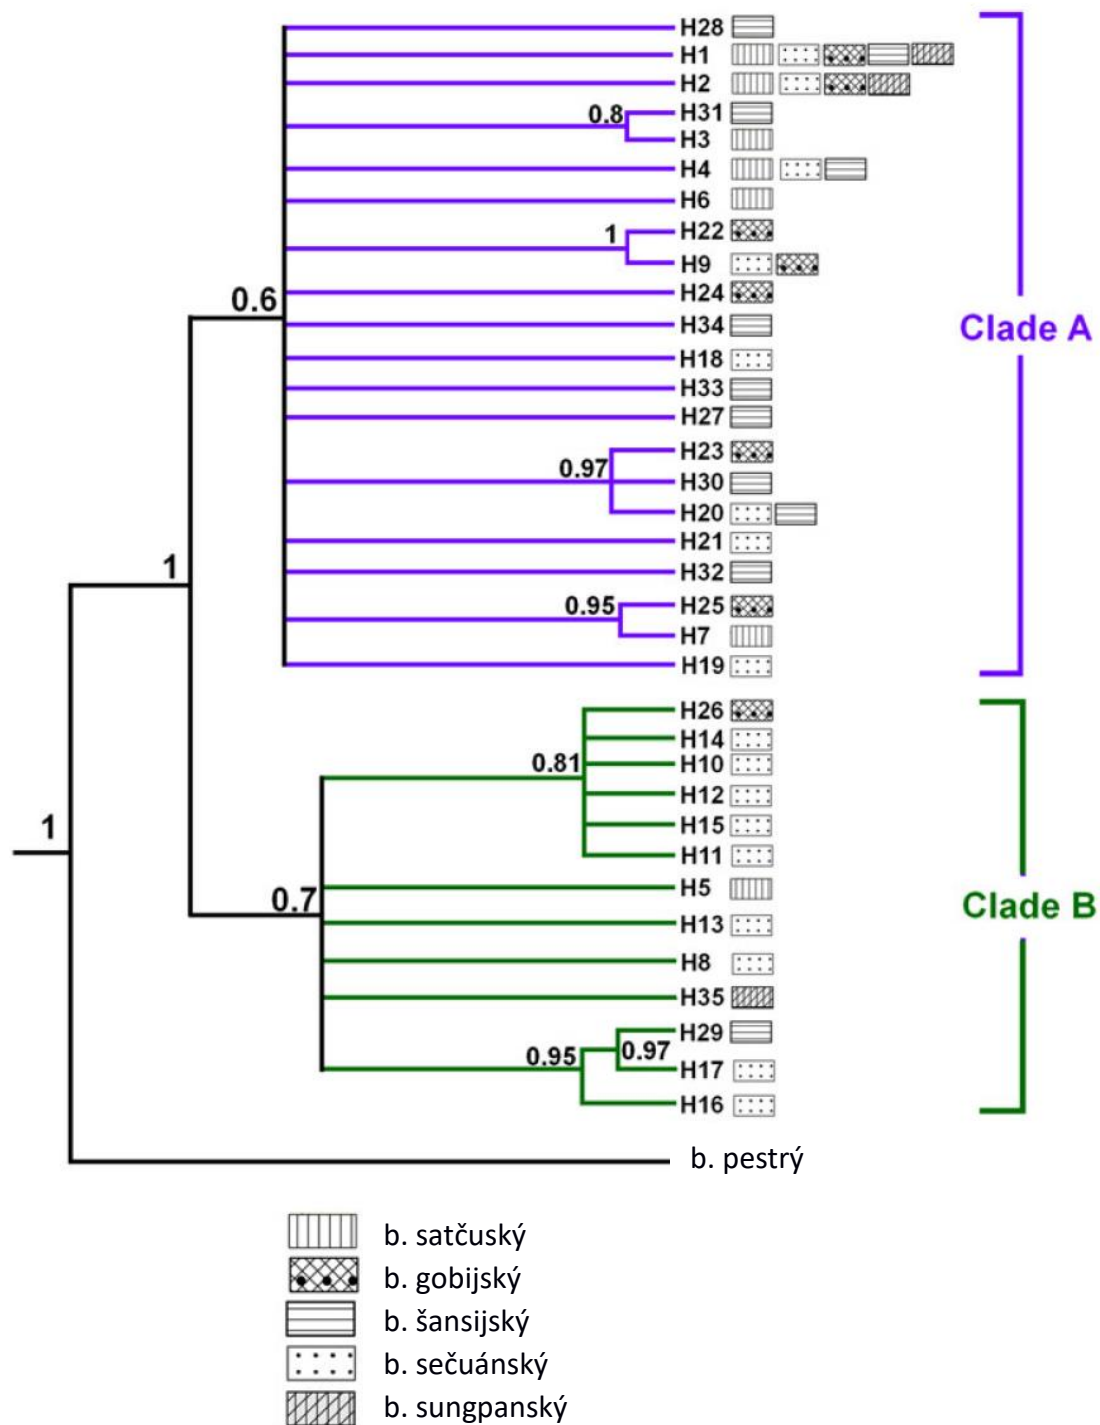 H28
H1
H2
0.8
H31
H3
H4
H6
1
H22
H9
H24
0.6
H34
Clade A
H18
H33
H27
H23
0.97
H30
H20
H21
1
H32
0.95
H25
H7
H19
H26
H14
0.81
H10
H12
1
H15
H11
H5
0.7
Clade B
H13
H8
H35
H29
0.95
0.97
H17
H16
b. pestrý
b. satčuský
b. gobijský
b. šansijský
b. sečuánský
b. sungpanský